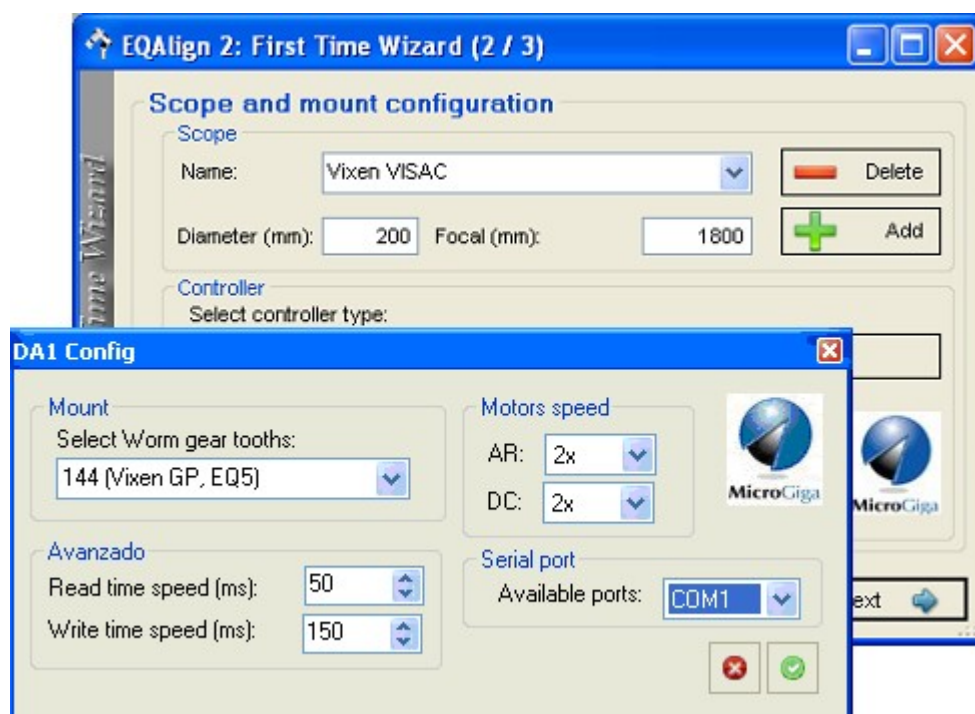 EQAlign 2: First Time Wizard (2 / 3)
Time Wizard
Scope and mount configuration
Scope
Name: Vixen VISAC Delete
Diameter (mm): 200 Focal (mm): 1800 Add
Controller
Select controller type:
DA1 Config
Mount
Select Worm gear tooths:
144 (Vixen GP, EQ5)
Motors speed
AR: 2x
DC: 2x
MicroGiga
MicroGiga
Avanzado
Read time speed (ms): 50
Write time speed (ms): 150
Serial port
Available ports: COM1
ext